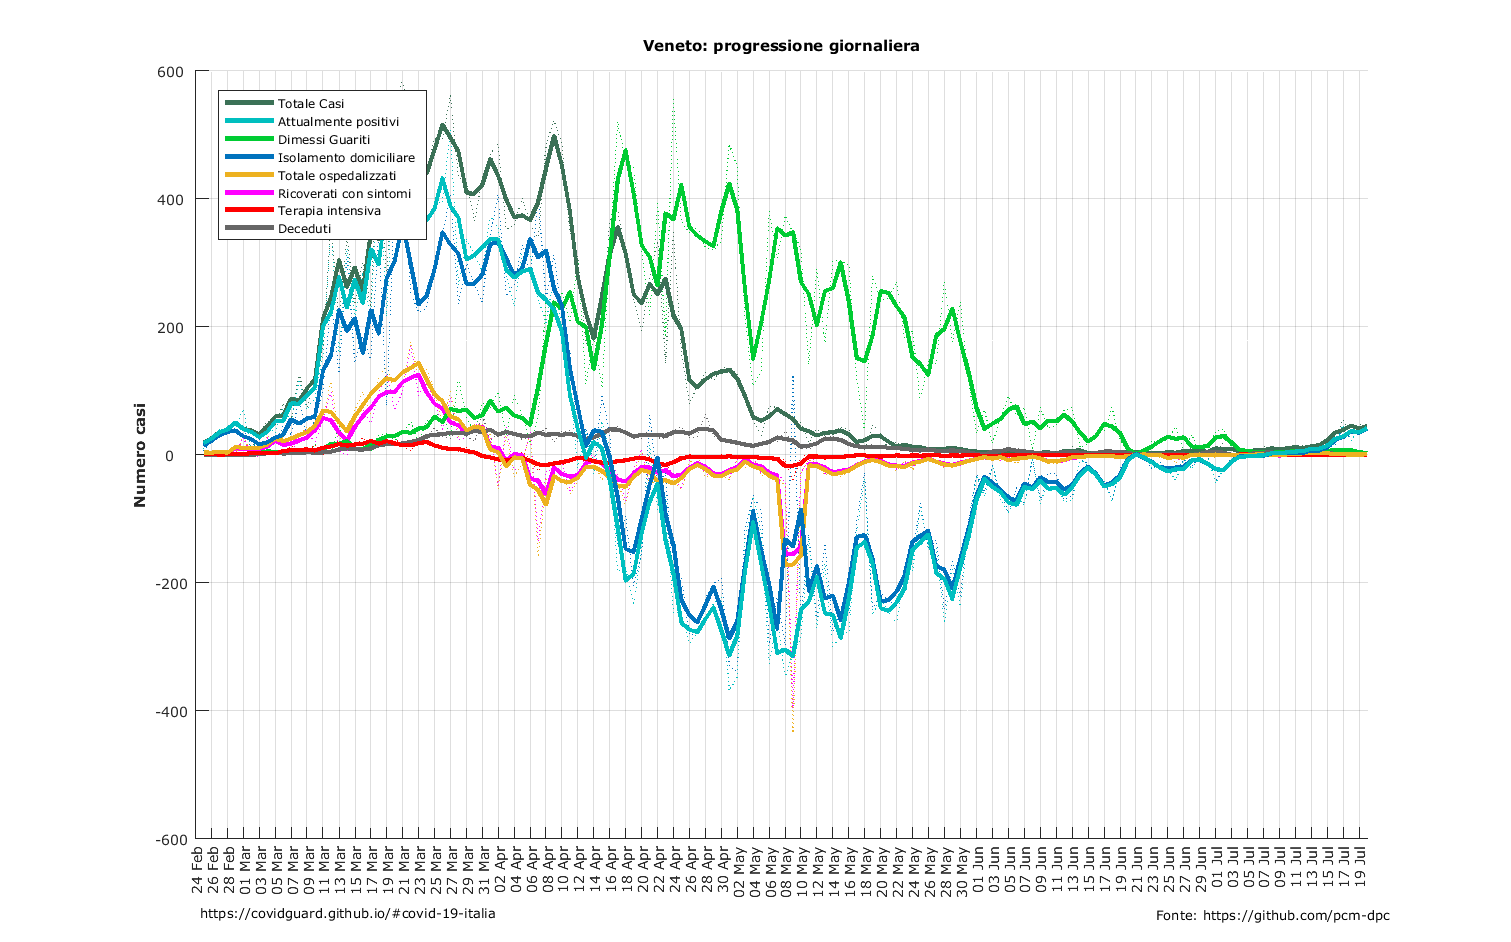 Veneto: progressione giornaliera
600
400
200
0
-200
-400
-600
Numero casi
Totale Casi
Attualmente positivi
Dimessi Guariti
Isolamento domiciliare
Totale ospedalizzati
Ricoverati con sintomi
Terapia intensiva
Deceduti
24 Feb
26 Feb
28 Feb
01 Mar
03 Mar
05 Mar
07 Mar
09 Mar
11 Mar
13 Mar
15 Mar
17 Mar
19 Mar
21 Mar
23 Mar
25 Mar
27 Mar
29 Mar
31 Mar
02 Apr
04 Apr
06 Apr
08 Apr
10 Apr
12 Apr
14 Apr
16 Apr
18 Apr
20 Apr
22 Apr
24 Apr
26 Apr
28 Apr
30 Apr
02 May
04 May
06 May
08 May
10 May
12 May
14 May
16 May
18 May
20 May
22 May
24 May
26 May
28 May
30 May
01 Jun
03 Jun
05 Jun
07 Jun
09 Jun
11 Jun
13 Jun
15 Jun
17 Jun
19 Jun
21 Jun
23 Jun
25 Jun
27 Jun
29 Jun
01 Jul
03 Jul
05 Jul
07 Jul
09 Jul
11 Jul
13 Jul
15 Jul
17 Jul
19 Jul
https://covidguard.github.io/#covid-19-italia
Fonte: https://github.com/pcm-dpc